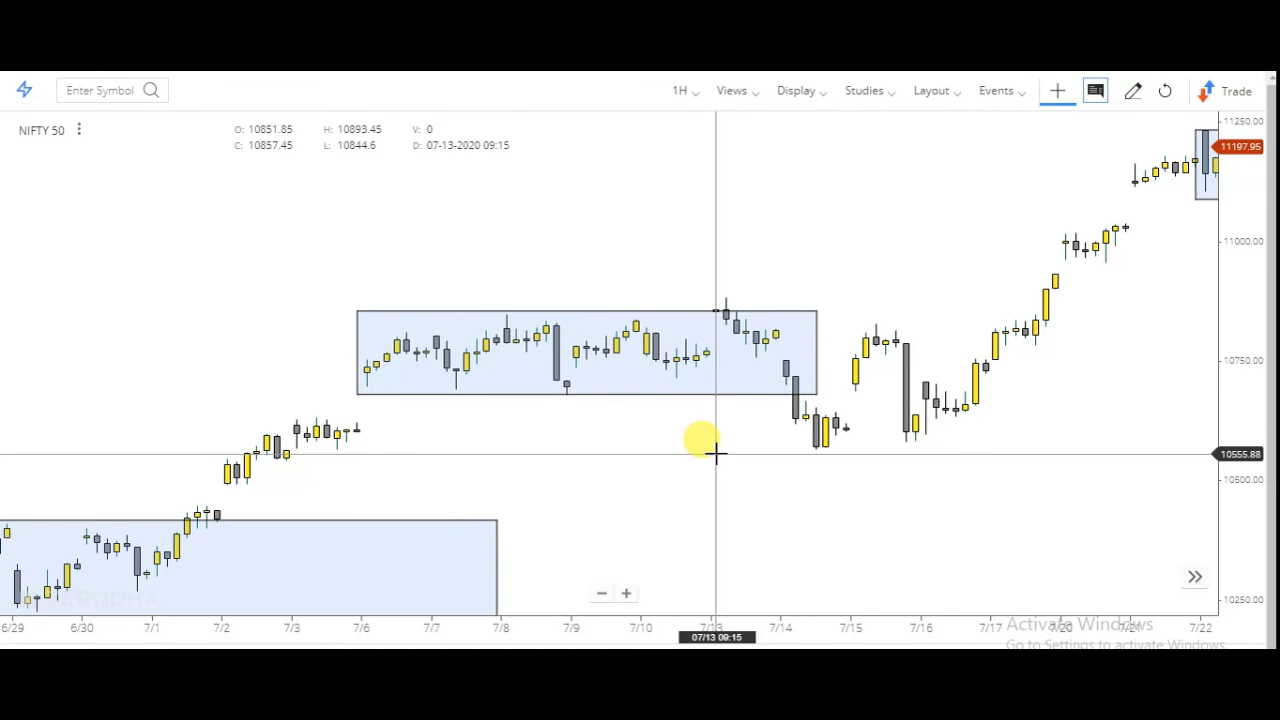 Enter Symbol 1H Views Display Studies Layout Events Trade
NIFTY 50 O: 10851.85 H: 10893.45 V: 0
C: 10857.45 L: 10844.6 D: 07-13-2020 09:15
11250.00
11197.95
11000.00
10750.00
10555.88
10500.00
10250.00
ZERODHA
6/29 6/30 7/1 7/2 7/3 7/6 7/7 7/8 7/9 7/10 7/13 7/14 7/15 7/16 7/17 7/20 7/21 7/22
07/13 09:15
Activate Windows
Go to Settings to activate Windows.